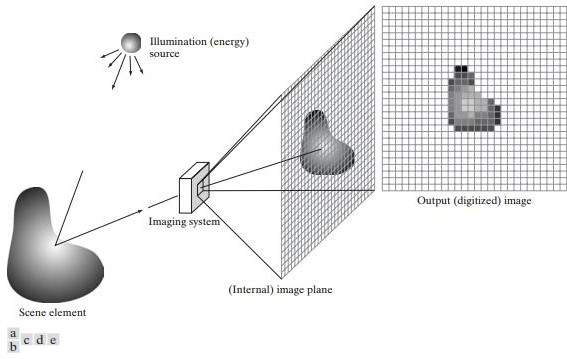 Illumination (energy)
source
Output (digitized) image
Imaging system
(Internal) image plane
Scene element
a
b c d e